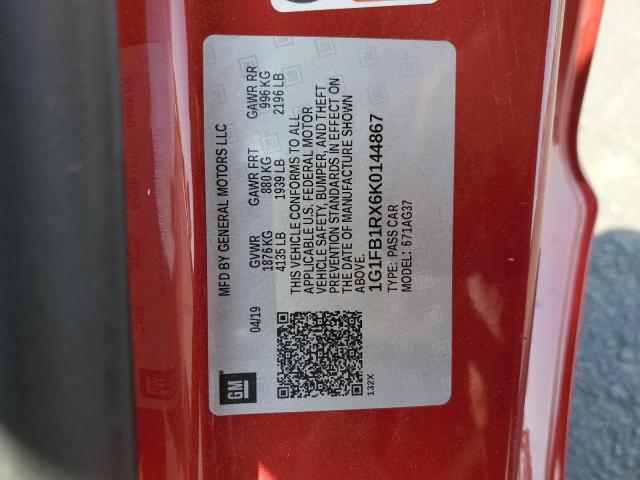 MFD BY GENERAL MOTORS LLC
04/19 GVWR GAWR FRT GAWR RR
1876 KG 880 KG 996 KG
4135 LB 1939 LB 2196 LB
THIS VEHICLE CONFORMS TO ALL
APPLICABLE U.S. FEDERAL MOTOR
VEHICLE SAFETY, BUMPER, AND THEFT
PREVENTION STANDARDS IN EFFECT ON
THE DATE OF MANUFACTURE SHOWN
ABOVE.
1G1FB1RX6K0144867
TYPE: PASS CAR
MODEL: 671AG37
GM
132X